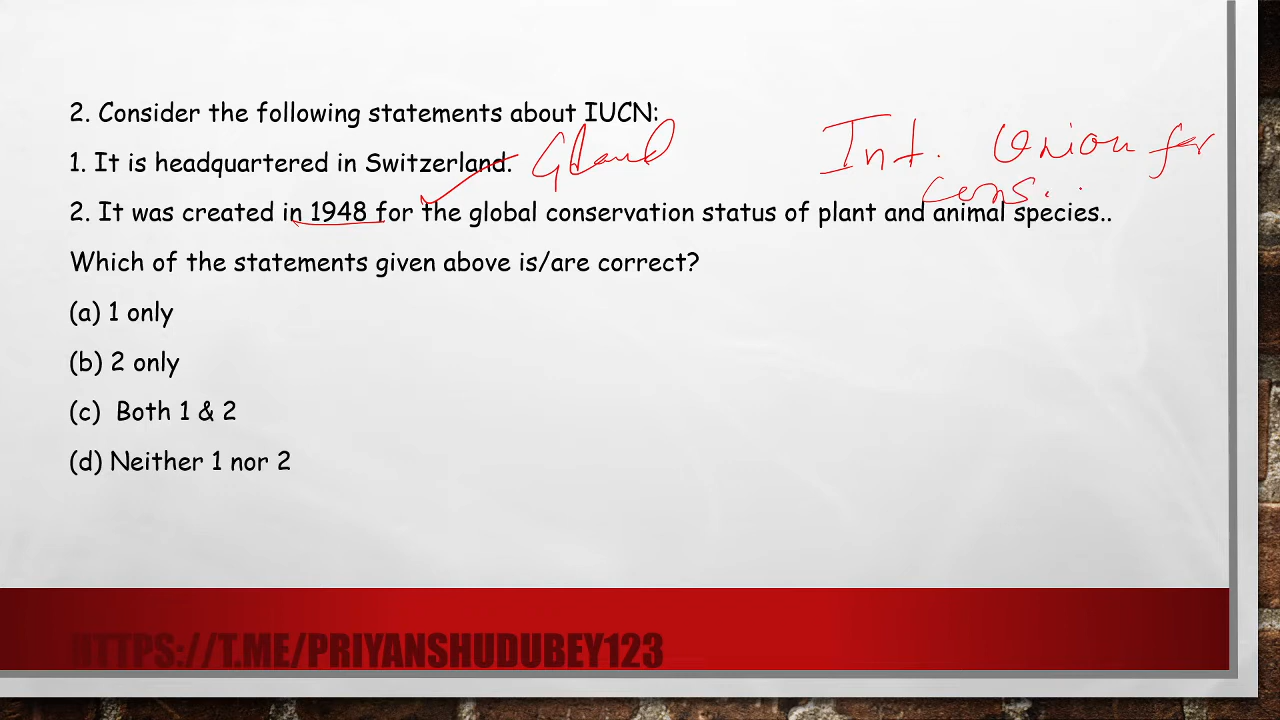 2. Consider the following statements about IUCN:
1. It is headquartered in Switzerland. Gland
Int. Union for
cons.
2. It was created in 1948 for the global conservation status of plant and animal species..
Which of the statements given above is/are correct?
(a) 1 only
(b) 2 only
(c) Both 1 & 2
(d) Neither 1 nor 2
HTTPS://T.ME/PRIYANSHUDUBEY123